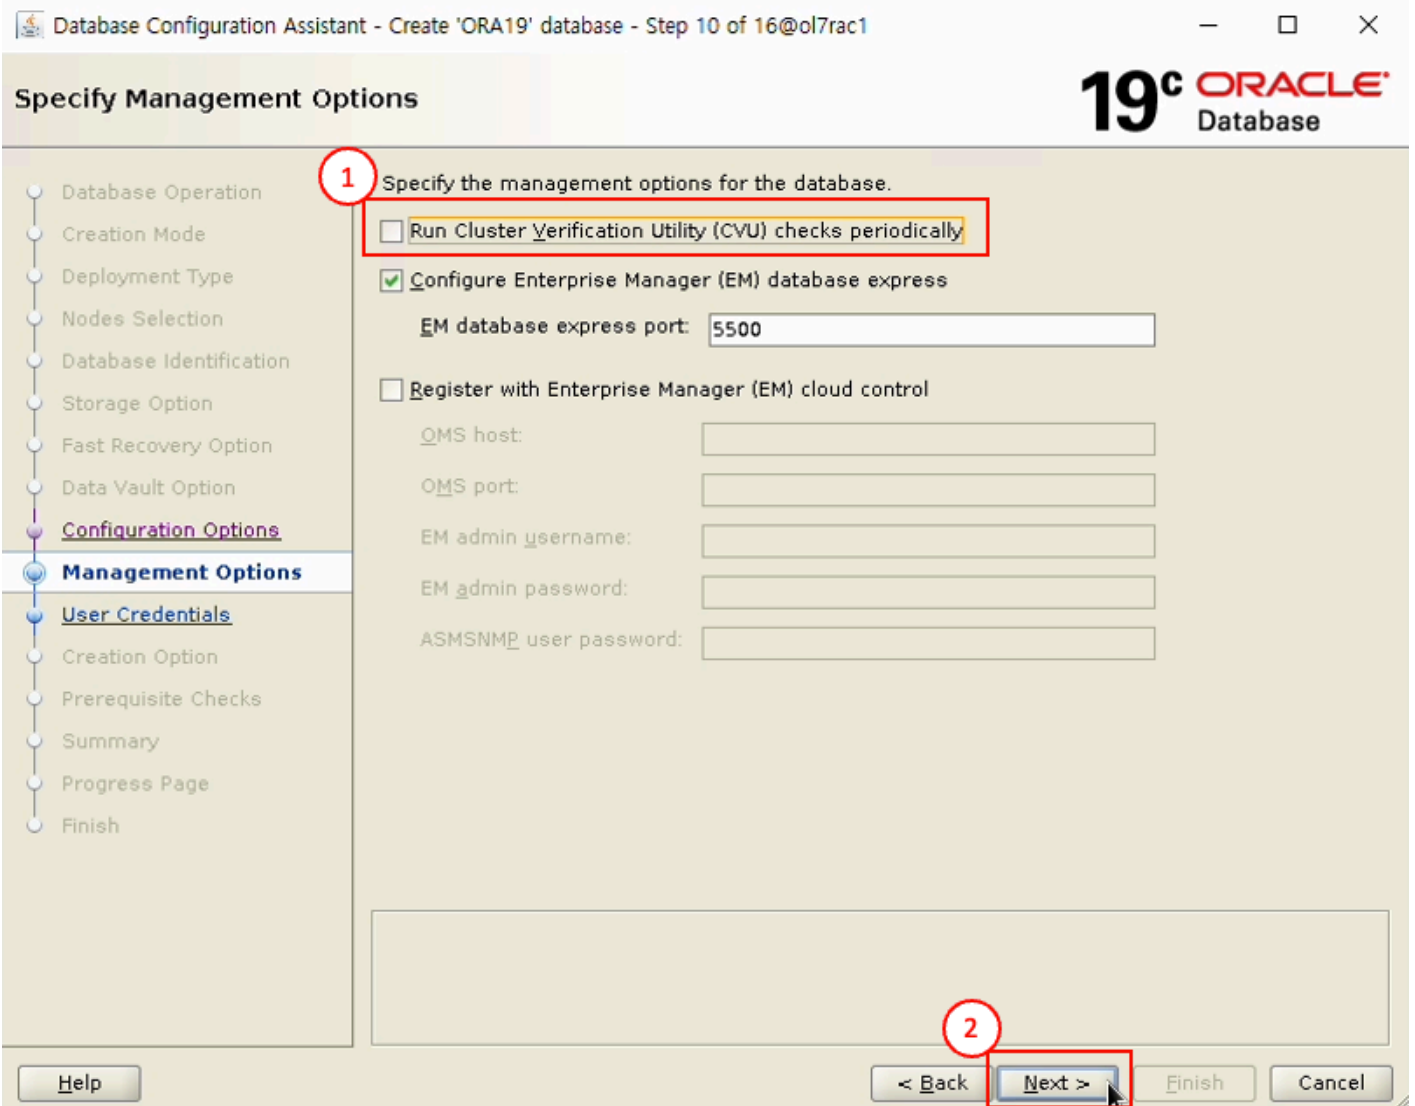 Database Configuration Assistant - Create 'ORA19' database - Step 10 of 16@ol7rac1
Specify Management Options
19c ORACLE
Database
Database Operation
Creation Mode
Deployment Type
Nodes Selection
Database Identification
Storage Option
Fast Recovery Option
Data Vault Option
Configuration Options
Management Options
User Credentials
Creation Option
Prerequisite Checks
Summary
Progress Page
Finish
1
Specify the management options for the database.
Run Cluster Verification Utility (CVU) checks periodically
Configure Enterprise Manager (EM) database express
EM database express port: 5500
Register with Enterprise Manager (EM) cloud control
OMS host:
OMS port:
EM admin username:
EM admin password:
ASMSNMP user password:
2
Help < Back Next > Finish Cancel